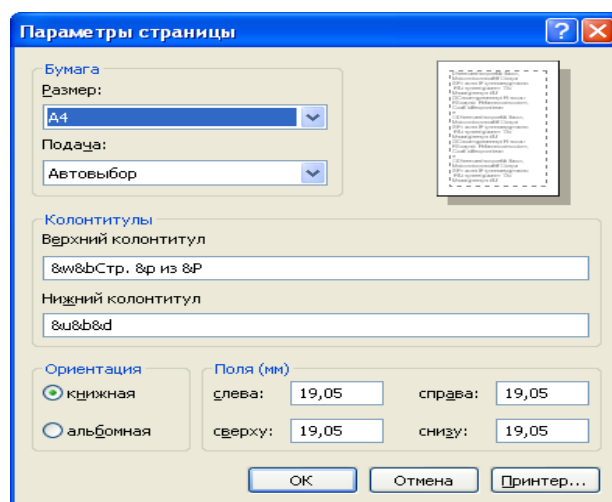 Параметры страницы
Бумага
Размер:
A4
Подача:
Автовыбор
Колонтитулы
Верхний колонтитул
&w&bСтр. &p из &P
Нижний колонтитул
&u&b&d
Ориентация
книжная
альбомная
Поля (мм)
слева: 19,05 справа: 19,05
сверху: 19,05 снизу: 19,05
ОК Отмена Принтер...